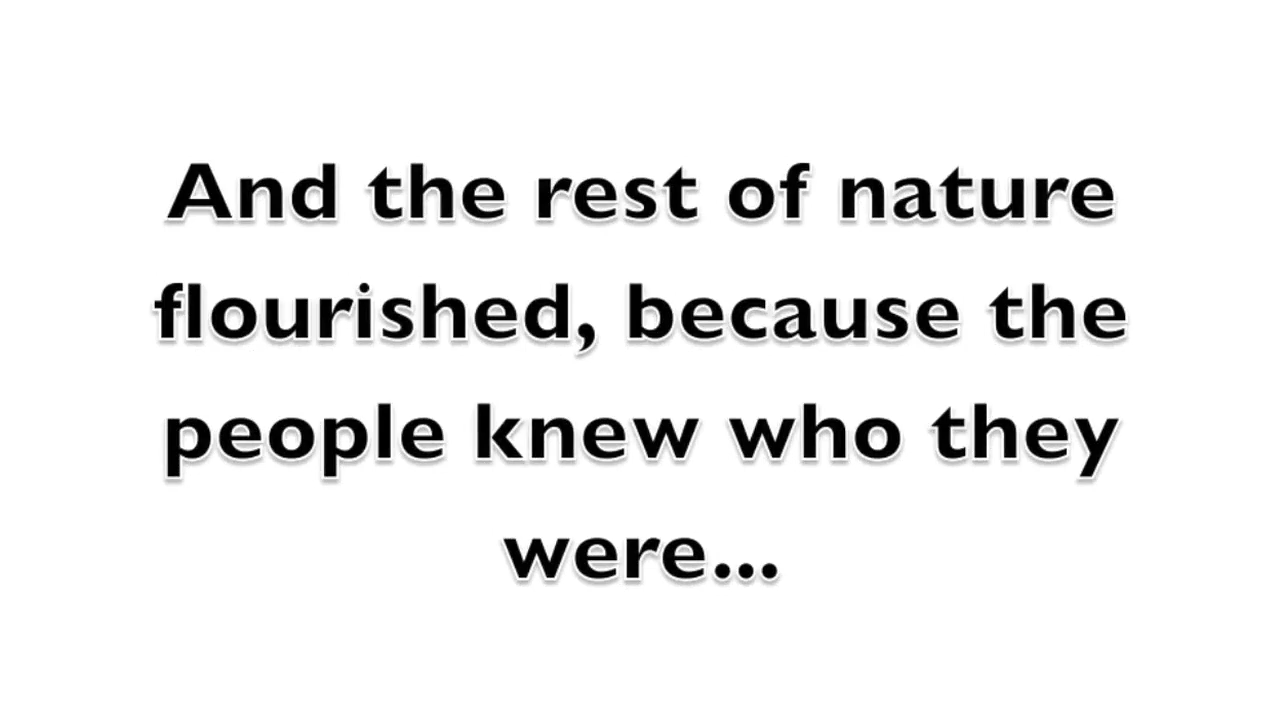 And the rest of nature
flourished, because the
people knew who they
were...